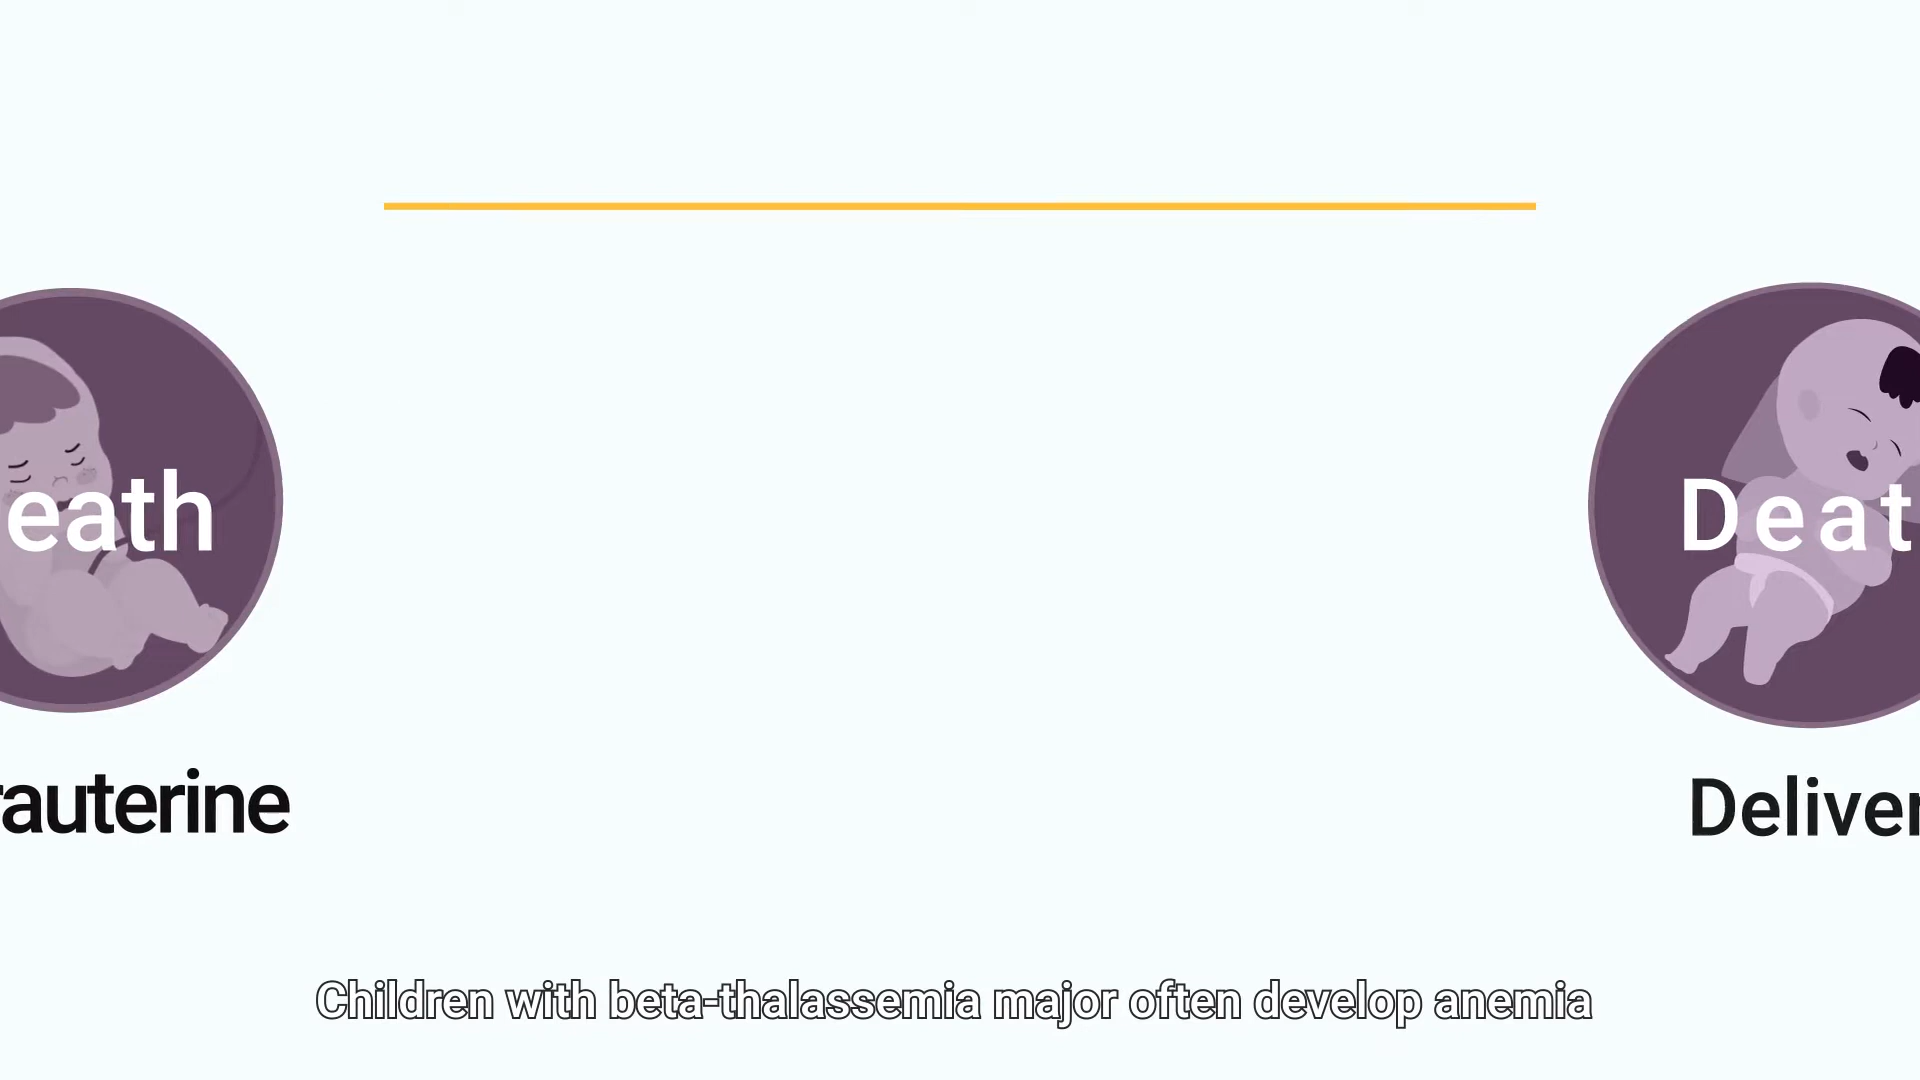 eath
Deat
rauterine
Deliver
Children with beta-thalassemia major often develop anemia